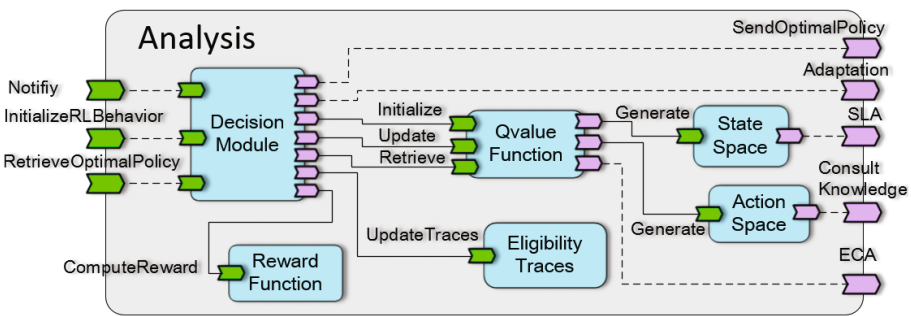 Analysis
SendOptimalPolicy
Adaptation
Notifiy
InitializeRLBehavior
RetrieveOptimalPolicy
Decision
Module
Initialize
Update
Retrieve
Qvalue
Function
Generate
State
Space
SLA
Consult
Knowledge
Action
Space
Generate
UpdateTraces
Eligibility
Traces
ECA
ComputeReward
Reward
Function